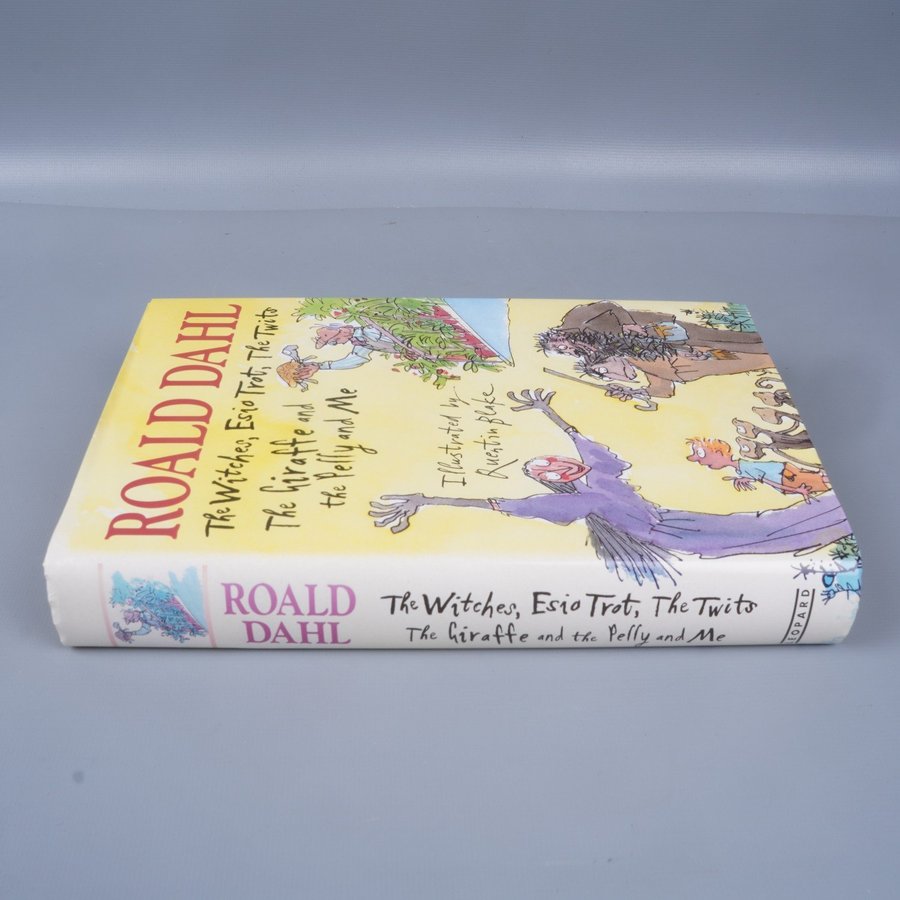 ROALD DAHL
The Witches, Esio Trot, The Twits
The Giraffe and
the Pelly and Me
Illustrated by
Quentin Blake
ROALD
DAHL
The Witches, Esio Trot, The Twits
The Giraffe and the Pelly and Me
LEOPARD